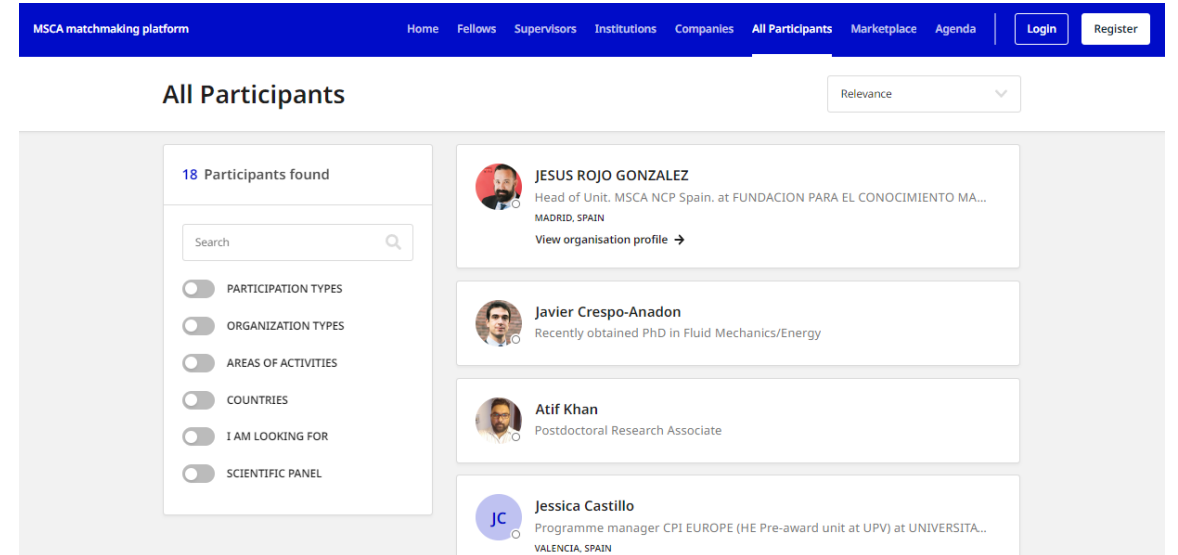 MSCA matchmaking platform
Home Fellows Supervisors Institutions Companies All Participants Marketplace Agenda Login Register
All Participants
Relevance
18 Participants found
Search
PARTICIPATION TYPES
ORGANIZATION TYPES
AREAS OF ACTIVITIES
COUNTRIES
I AM LOOKING FOR
SCIENTIFIC PANEL
JESUS ROJO GONZALEZ
Head of Unit. MSCA NCP Spain. at FUNDACION PARA EL CONOCIMIENTO MA...
MADRID, SPAIN
View organisation profile →
Javier Crespo-Anadon
Recently obtained PhD in Fluid Mechanics/Energy
Atif Khan
Postdoctoral Research Associate
JC
Jessica Castillo
Programme manager CPI EUROPE (HE Pre-award unit at UPV) at UNIVERSITA...
VALENCIA, SPAIN